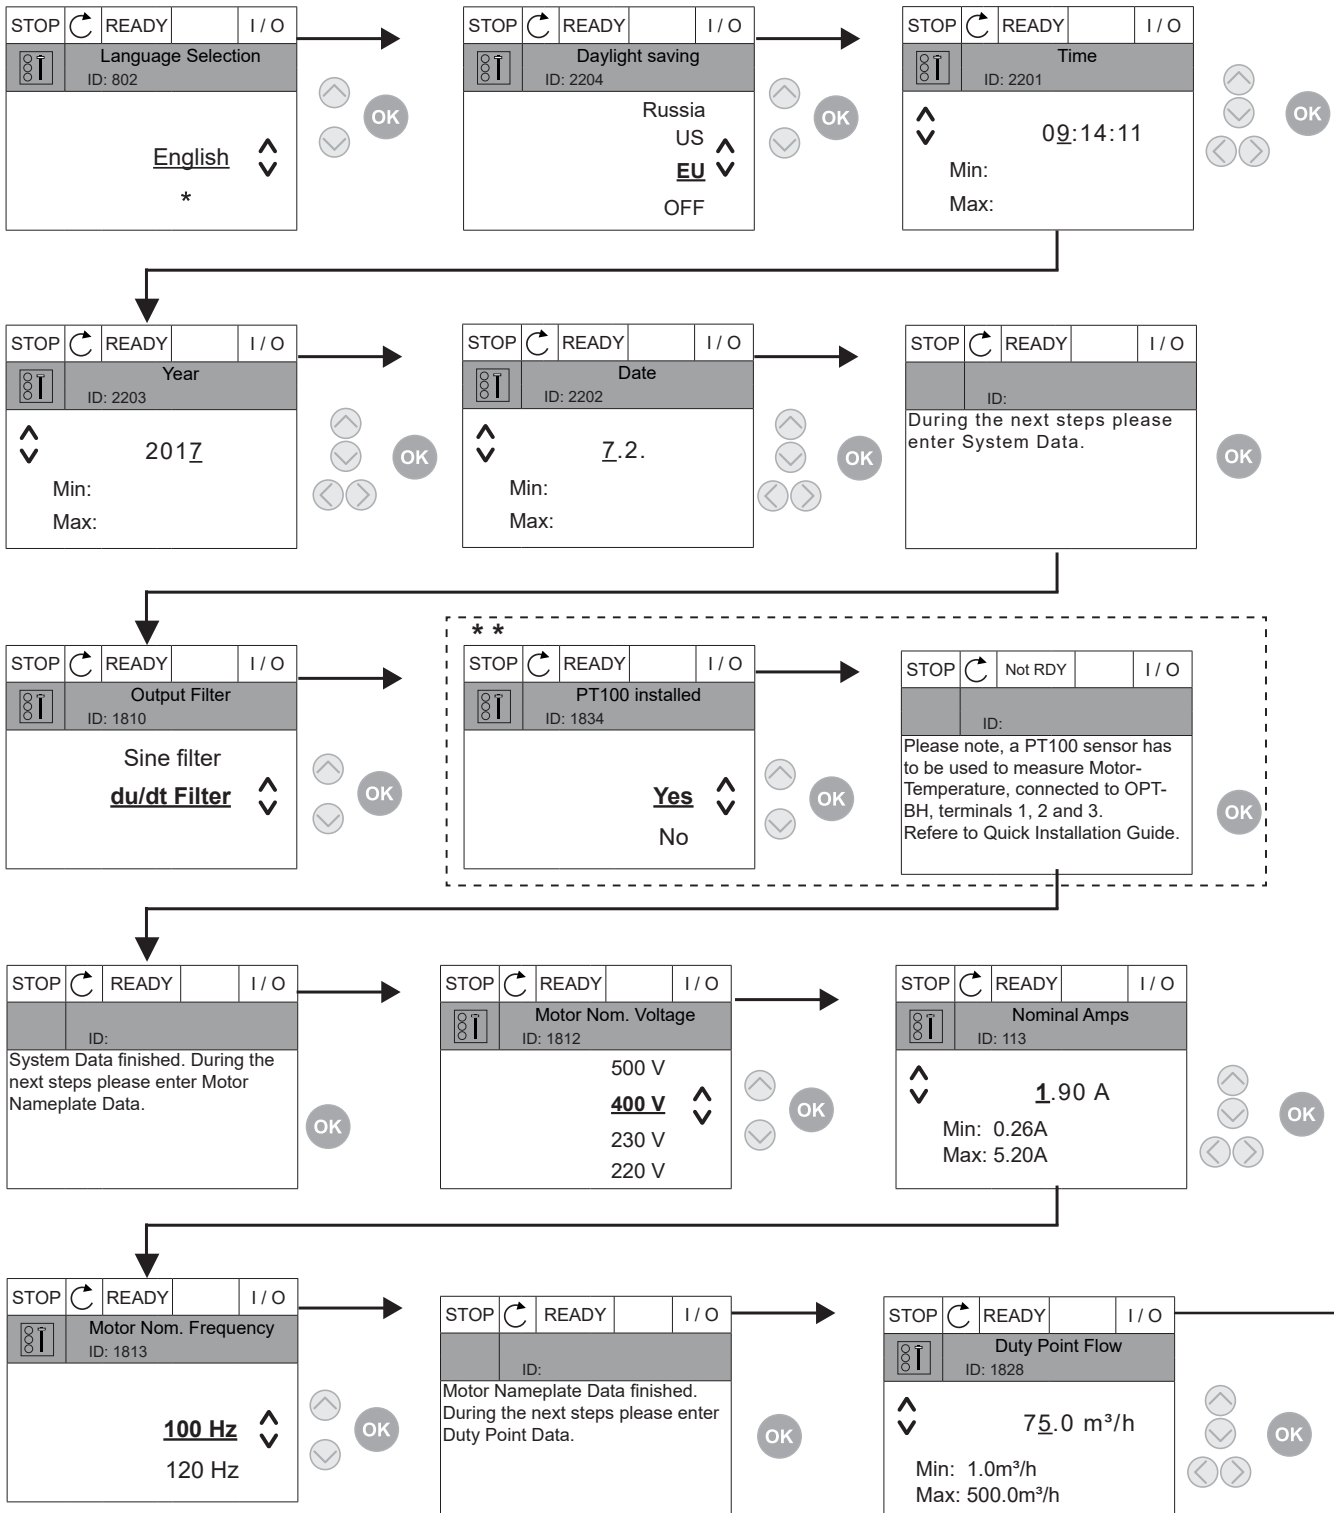 STOP READY I / O
Language Selection
ID: 802
English
*
OK
STOP READY I / O
Daylight saving
ID: 2204
Russia
US
EU
OFF
OK
STOP READY I / O
Time
ID: 2201
09:14:11
Min:
Max:
OK
STOP READY I / O
Year
ID: 2203
2017
Min:
Max:
OK
STOP READY I / O
Date
ID: 2202
7.2.
Min:
Max:
OK
STOP READY I / O
ID:
During the next steps please
enter System Data.
OK
STOP READY I / O
Output Filter
ID: 1810
Sine filter
du/dt Filter
OK
* *
STOP READY I / O
PT100 installed
ID: 1834
Yes
No
OK
STOP Not RDY I / O
ID:
Please note, a PT100 sensor has
to be used to measure Motor-
Temperature, connected to OPT-
BH, terminals 1, 2 and 3.
Refere to Quick Installation Guide.
OK
STOP READY I / O
ID:
System Data finished. During the
next steps please enter Motor
Nameplate Data.
OK
STOP READY I / O
Motor Nom. Voltage
ID: 1812
500 V
400 V
230 V
220 V
OK
STOP READY I / O
Nominal Amps
ID: 113
1.90 A
Min: 0.26A
Max: 5.20A
OK
STOP READY I / O
Motor Nom. Frequency
ID: 1813
100 Hz
120 Hz
OK
STOP READY I / O
ID:
Motor Nameplate Data finished.
During the next steps please enter
Duty Point Data.
OK
STOP READY I / O
Duty Point Flow
ID: 1828
75.0 m³/h
Min: 1.0m³/h
Max: 500.0m³/h
OK